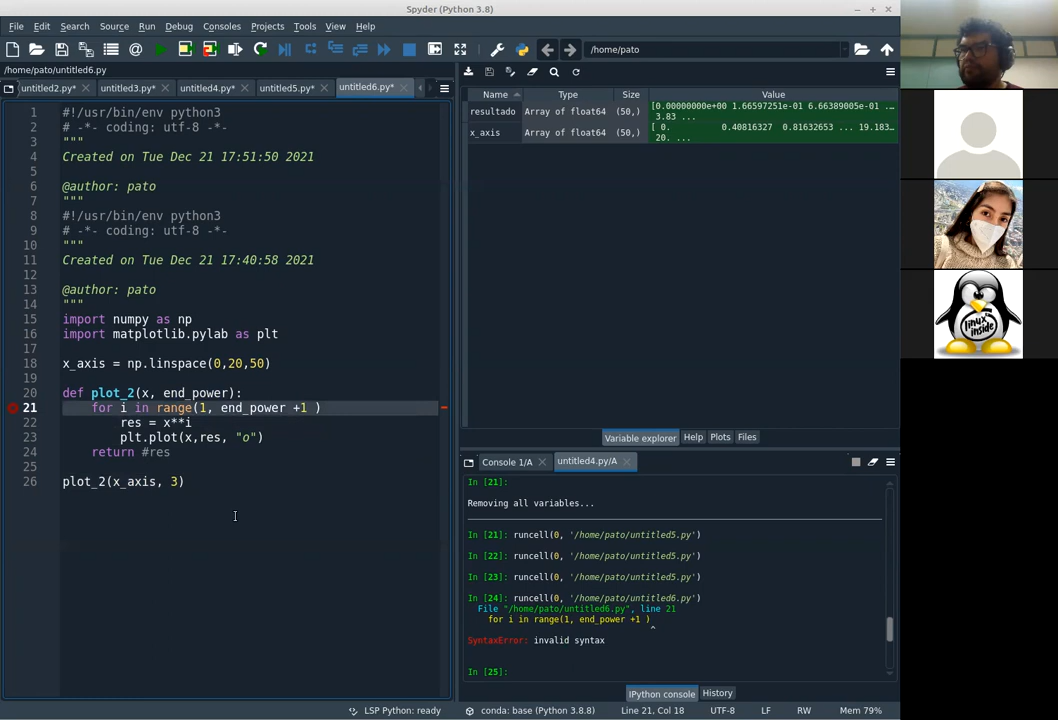 Spyder (Python 3.8)
File Edit Search Source Run Debug Consoles Projects Tools View Help
/home/pato
/home/pato/untitled6.py
untitled2.py* untitled3.py* untitled4.py* untitled5.py* untitled6.py*
1 #!/usr/bin/env python3
2 # -*- coding: utf-8 -*-
3 """
4 Created on Tue Dec 21 17:51:50 2021
5
6 @author: pato
7 """
8 #!/usr/bin/env python3
9 # -*- coding: utf-8 -*-
10 """
11 Created on Tue Dec 21 17:40:58 2021
12
13 @author: pato
14 """
15 import numpy as np
16 import matplotlib.pylab as plt
17
18 x_axis = np.linspace(0,20,50)
19
20 def plot_2(x, end_power):
21 for i in range(1, end_power +1 )
22 res = x**i
23 plt.plot(x,res, "o")
24 return #res
25
26 plot_2(x_axis, 3)
Name Type Size Value
resultado Array of float64 (50,) [0.00000000e+00 1.66597251e-01 6.66389005e-01 ...
3.83 ...
x_axis Array of float64 (50,) [ 0. 0.40816327 0.81632653 ... 19.183...
20. ...
Variable explorer Help Plots Files
Console 1/A untitled4.py/A
In [21]:
Removing all variables...
In [21]: runcell(0, '/home/pato/untitled5.py')
In [22]: runcell(0, '/home/pato/untitled5.py')
In [23]: runcell(0, '/home/pato/untitled5.py')
In [24]: runcell(0, '/home/pato/untitled6.py')
File "/home/pato/untitled6.py", line 21
for i in range(1, end_power +1 )
^
SyntaxError: invalid syntax
In [25]:
IPython console History
LSP Python: ready conda: base (Python 3.8.8) Line 21, Col 18 UTF-8 LF RW Mem 79%
linux
inside